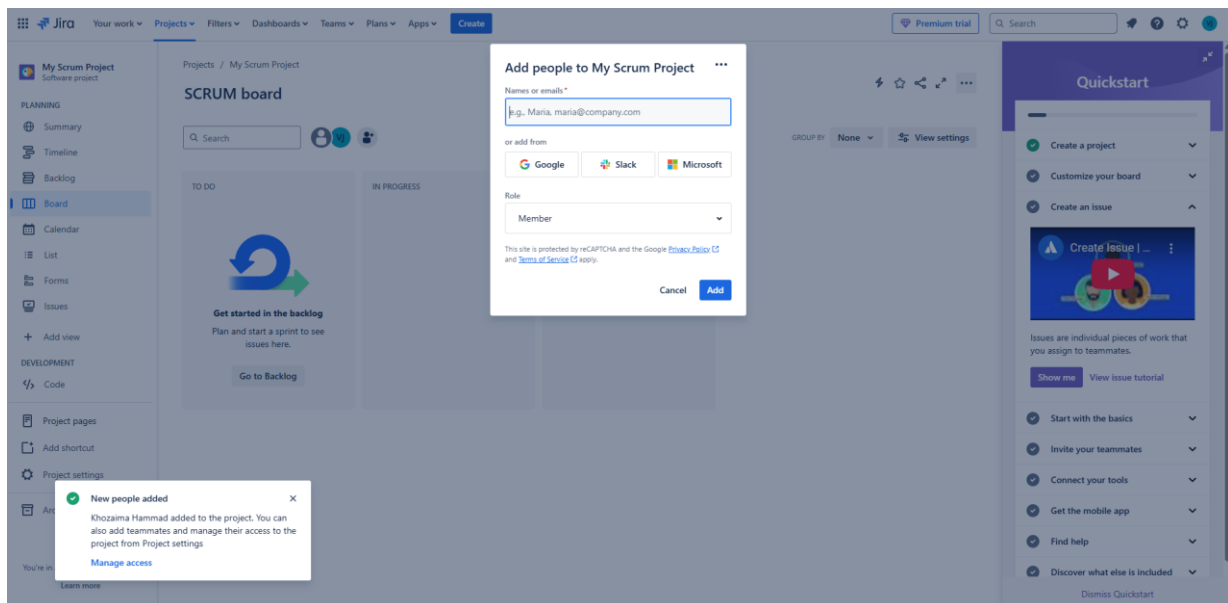 Jira
Your work
Projects
Filters
Dashboards
Teams
Plans
Apps
Create
Premium trial
Search
My Scrum Project
Software project
PLANNING
Summary
Timeline
Backlog
Board
Calendar
List
Forms
Issues
Add view
DEVELOPMENT
Code
Project pages
Add shortcut
Project settings
You're in
Learn more
Projects / My Scrum Project
SCRUM board
Search
GROUP BY None
View settings
TO DO
IN PROGRESS
Get started in the backlog
Plan and start a sprint to see
issues here.
Go to Backlog
Add people to My Scrum Project
Names or emails*
e.g., Maria, maria@company.com
or add from
Google
Slack
Microsoft
Role
Member
This site is protected by reCAPTCHA and the Google Privacy Policy
and Terms of Service apply.
Cancel
Add
New people added
Khozaima Hammad added to the project. You can
also add teammates and manage their access to the
project from Project settings
Manage access
Quickstart
Create a project
Customize your board
Create an issue
Create Issue | ...
Issues are individual pieces of work that
you assign to teammates.
Show me
View issue tutorial
Start with the basics
Invite your teammates
Connect your tools
Get the mobile app
Find help
Discover what else is included
Dismiss Quickstart